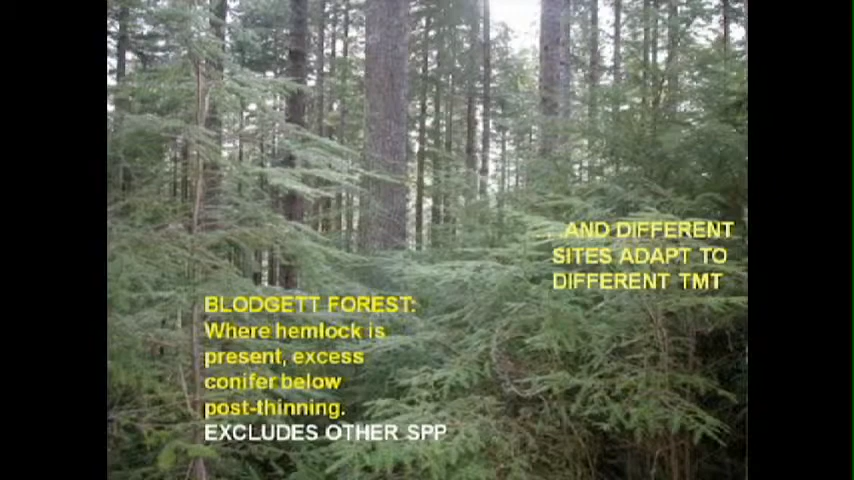 BLODGETT FOREST:
Where hemlock is
present, excess
conifer below
post-thinning.
EXCLUDES OTHER SPP
. . .AND DIFFERENT
SITES ADAPT TO
DIFFERENT TMT